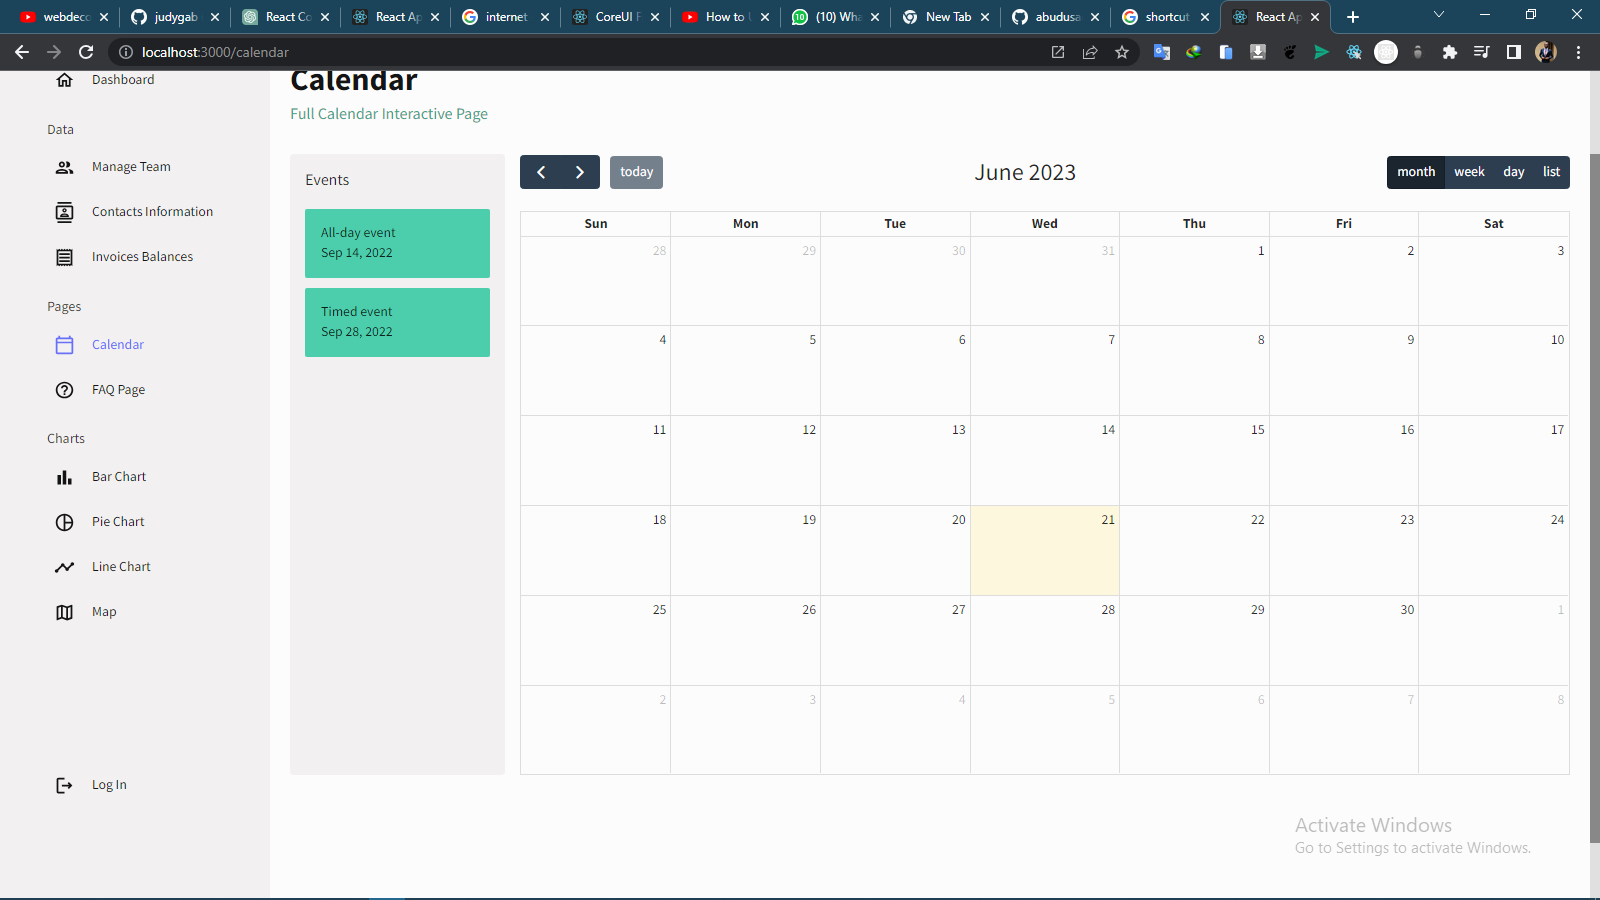 webdec
judygab
React Co
React Ap
internet
CoreUI F
How to U
(10) Wha
New Tab
abudusa
shortcut
React Ap
localhost:3000/calendar
Dashboard
Data
Manage Team
Contacts Information
Invoices Balances
Pages
Calendar
FAQ Page
Charts
Bar Chart
Pie Chart
Line Chart
Map
Log In
Calendar
Full Calendar Interactive Page
Events
All-day event
Sep 14, 2022
Timed event
Sep 28, 2022
today
June 2023
month week day list
Sun Mon Tue Wed Thu Fri Sat
28 29 30 31 1 2 3
4 5 6 7 8 9 10
11 12 13 14 15 16 17
18 19 20 21 22 23 24
25 26 27 28 29 30 1
2 3 4 5 6 7 8
Activate Windows
Go to Settings to activate Windows.